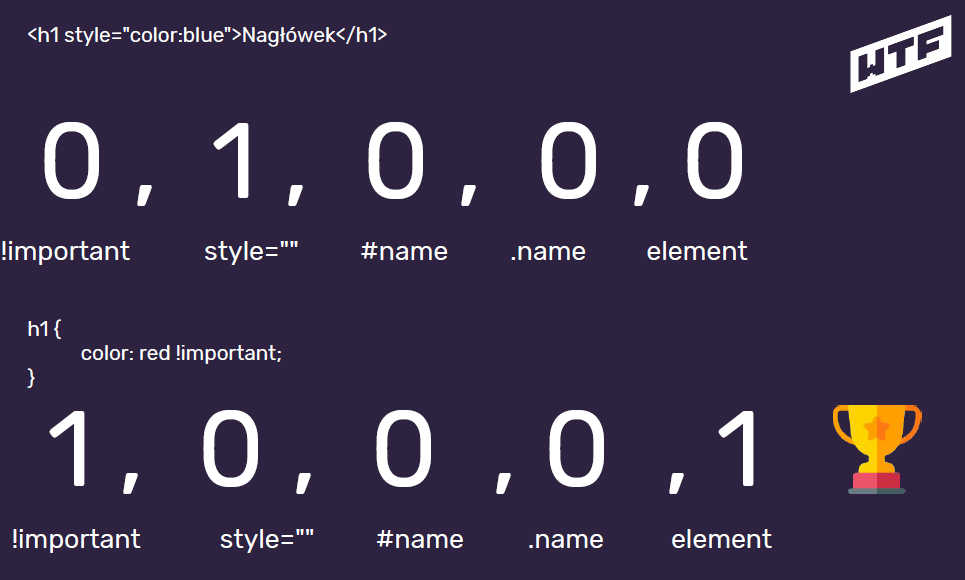 <h1 style="color:blue">Nagłówek</h1>
WTF
0 , 1 , 0 , 0 , 0
!important style="" #name .name element
h1 {
color: red !important;
}
1 , 0 , 0 , 0 , 1
!important style="" #name .name element